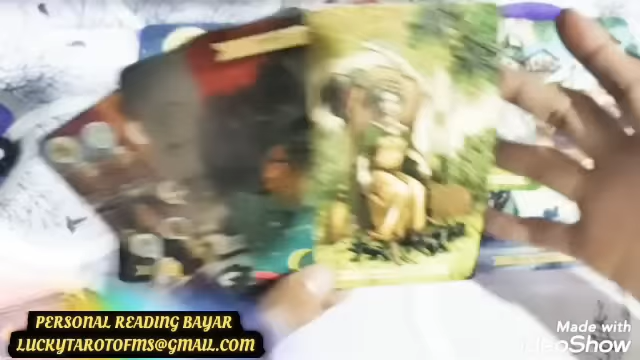 PERSONAL READING BAYAR
LUCKYTAROTOFMS@GMAIL.COM
Made with
VideoShow